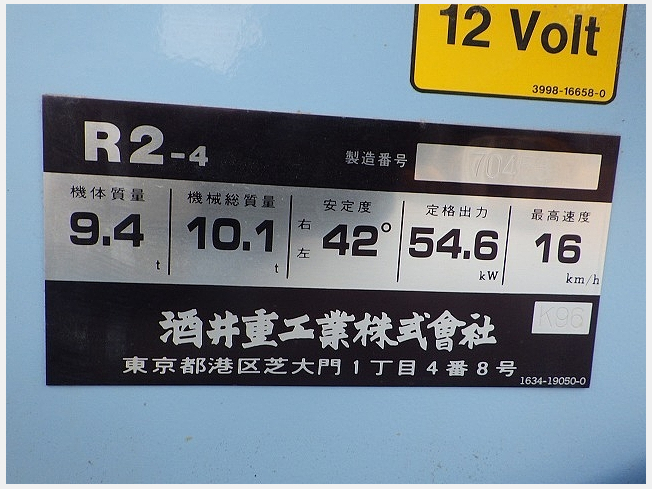 12 Volt
3998-16658-0
R2-4
製造番号 704
機体質量 機械総質量 安定度 定格出力 最高速度
9.4 t 10.1 t 右左 42° 54.6 kW 16 km/h
酒井重工業株式會社 K96
東京都港区芝大門1丁目4番8号
1634-19050-0